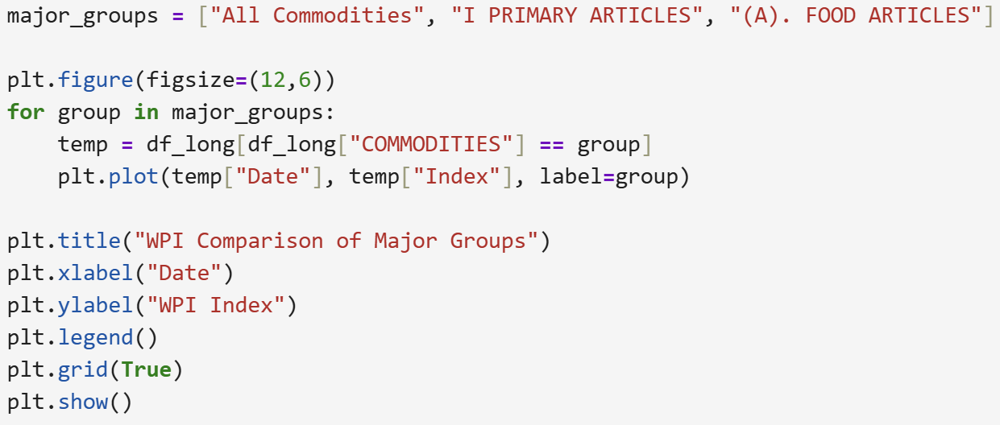 major_groups = ["All Commodities", "I PRIMARY ARTICLES", "(A). FOOD ARTICLES"]
plt.figure(figsize=(12,6))
for group in major_groups:
    temp = df_long[df_long["COMMODITIES"] == group]
    plt.plot(temp["Date"], temp["Index"], label=group)
plt.title("WPI Comparison of Major Groups")
plt.xlabel("Date")
plt.ylabel("WPI Index")
plt.legend()
plt.grid(True)
plt.show()